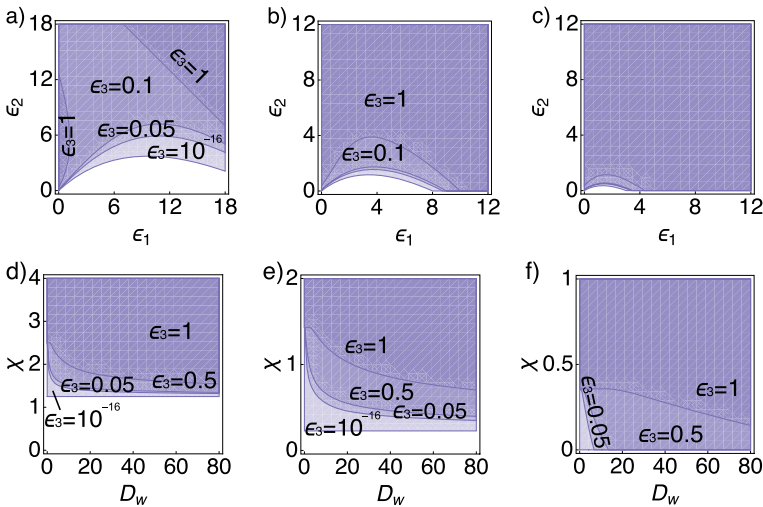 a)
18
12
6
0
ϵ₂
ϵ₃=1
ϵ₃=0.1
ϵ₃=1
ϵ₃=0.05
ϵ₃=10⁻¹⁶
0 6 12 18
ϵ₁
b)
12
8
4
0
ϵ₂
ϵ₃=1
ϵ₃=0.1
0 4 8 12
ϵ₁
c)
12
8
4
0
ϵ₂
0 4 8 12
ϵ₁
d)
4
3
2
1
0
χ
ϵ₃=1
ϵ₃=0.05 ϵ₃=0.5
ϵ₃=10⁻¹⁶
0 20 40 60 80
D_w
e)
2
1
0
χ
ϵ₃=1
ϵ₃=0.5
ϵ₃=0.05
ϵ₃=10⁻¹⁶
0 20 40 60 80
D_w
f)
1
0.5
0
χ
ϵ₃=0.05
ϵ₃=1
ϵ₃=0.5
0 20 40 60 80
D_w